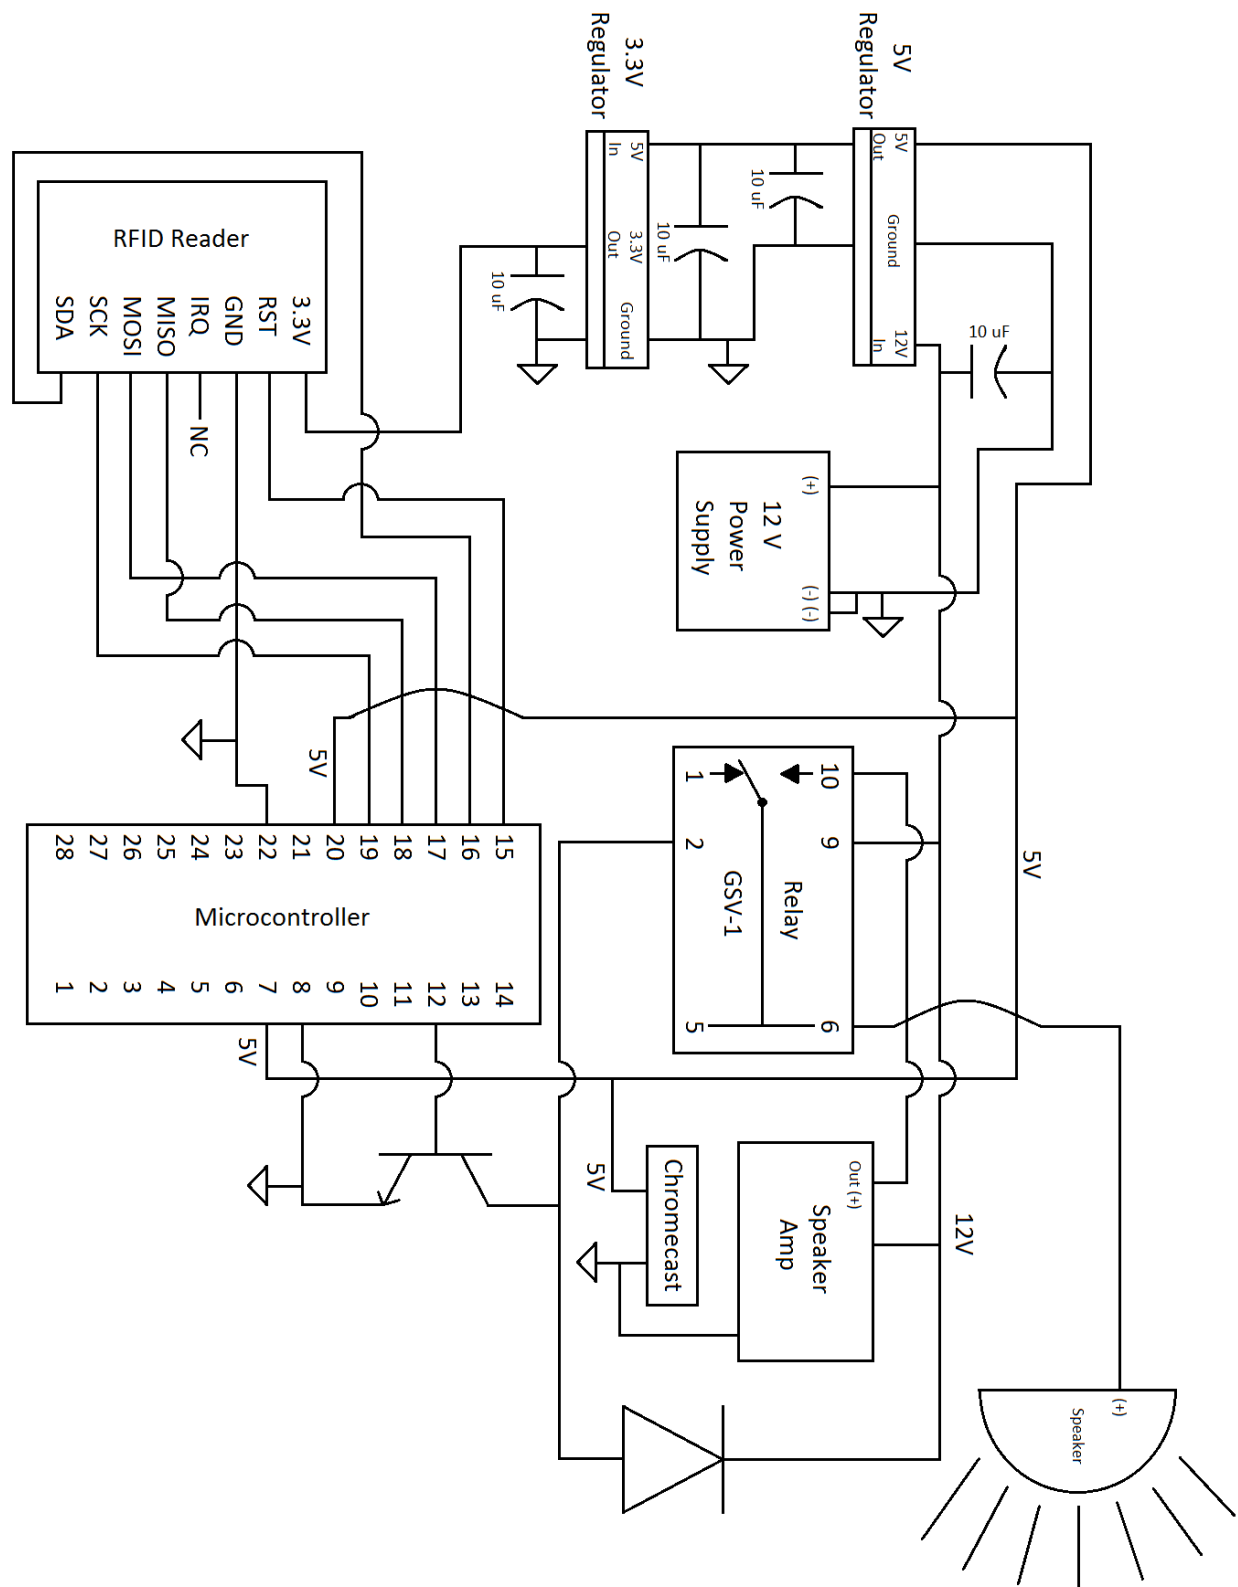 5V
Regulator
3.3V
Regulator
5V
Out
Ground
12V
In
5V
In
3.3V
Out
Ground
10 uF
10 uF
10 uF
10 uF
RFID Reader
SDA
SCK
MOSI
MISO
IRQ
GND
RST
3.3V
NC
12 V
Power
Supply
(+)
(-) (-)
5V
28 27 26 25 24 23 22 21 20 19 18 17 16 15
Microcontroller
1 2 3 4 5 6 7 8 9 10 11 12 13 14
5V
10
9
6
1
2
5
Relay
GSV-1
5V
Chromecast
5V
Out (+)
Speaker
Amp
12V
(+)
Speaker